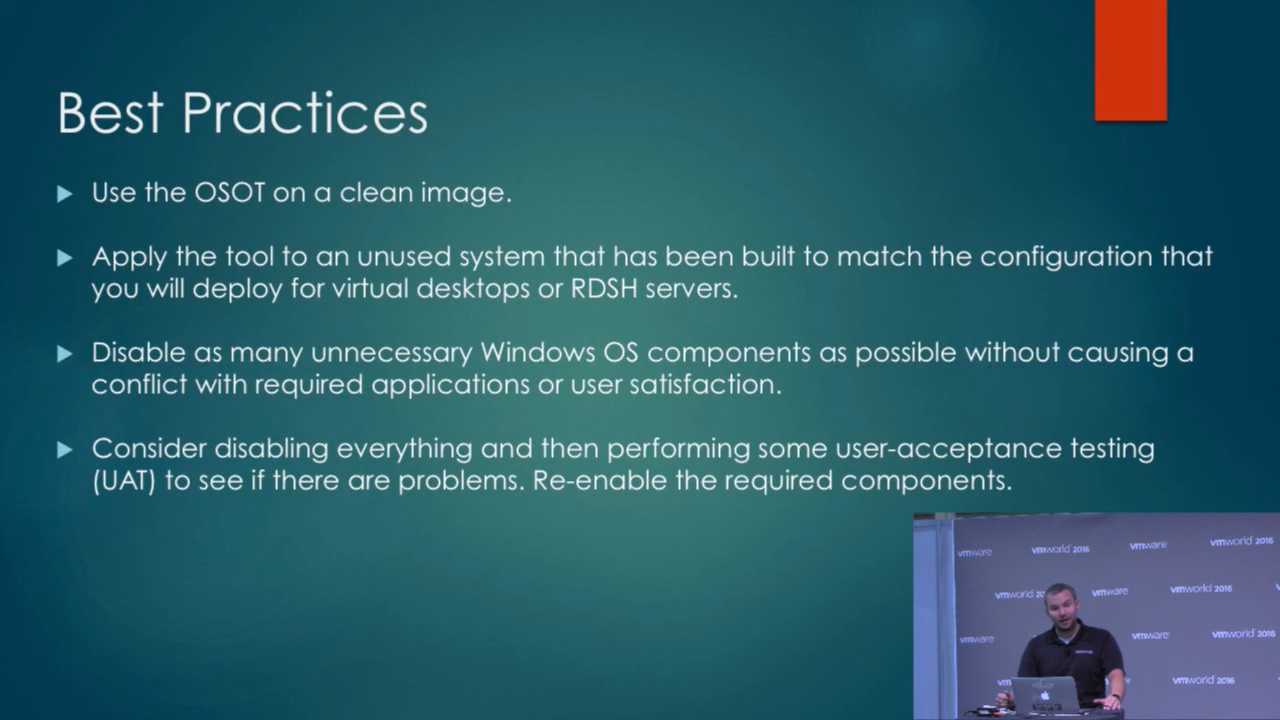 Best Practices
Use the OSOT on a clean image.
Apply the tool to an unused system that has been built to match the configuration that
you will deploy for virtual desktops or RDSH servers.
Disable as many unnecessary Windows OS components as possible without causing a
conflict with required applications or user satisfaction.
Consider disabling everything and then performing some user-acceptance testing
(UAT) to see if there are problems. Re-enable the required components.
vmware vmworld 2016 vmware vmworld 2016
vmworld vmware vmworld 2016
vmware vmware vmworld 2016
vmworld 2016